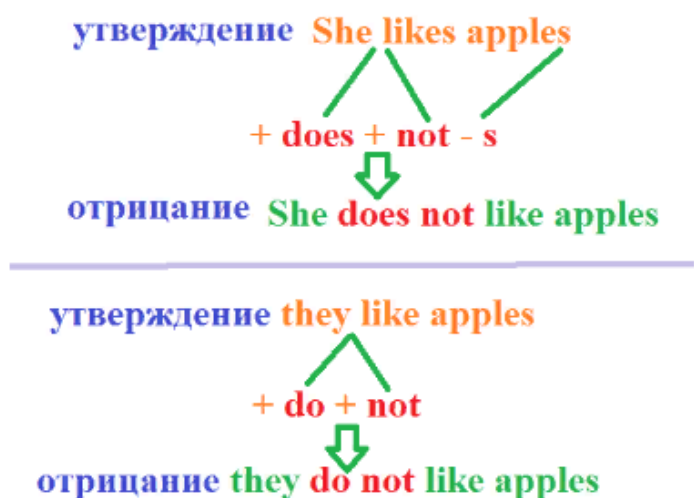 утверждение She likes apples
+ does + not - s
отрицание She does not like apples
утверждение they like apples
+ do + not
отрицание they do not like apples